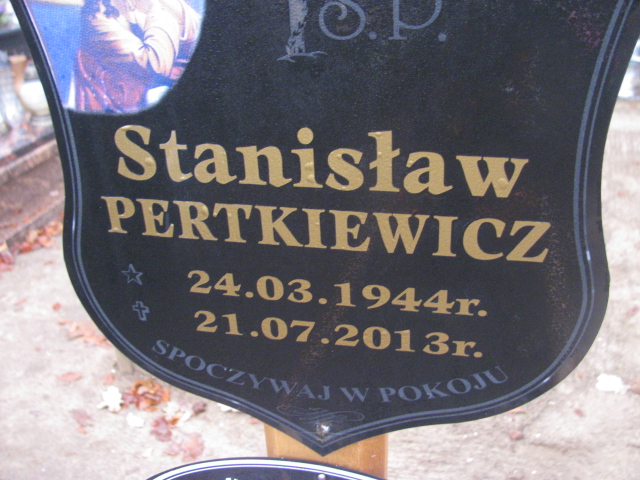 Ś.P.
Stanisław
PERTKIEWICZ
24.03.1944r.
21.07.2013r.
SPOCZYWAJ W POKOJU